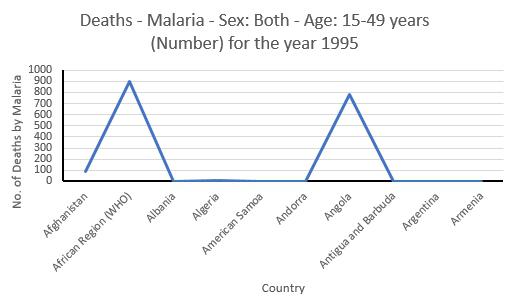 Deaths - Malaria - Sex: Both - Age: 15-49 years
(Number) for the year 1995
No. of Deaths by Malaria
1000
900
800
700
600
500
400
300
200
100
0
Afghanistan
African Region (WHO)
Albania
Algeria
American Samoa
Andorra
Angola
Antigua and Barbuda
Argentina
Armenia
Country